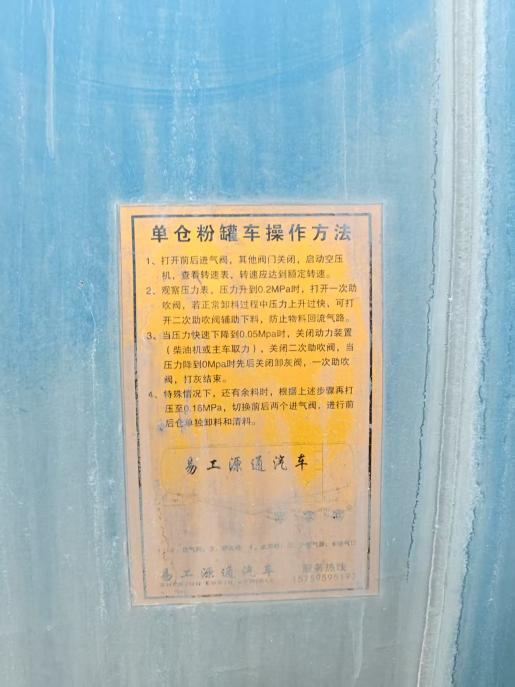 单仓粉罐车操作方法
1、打开前后进气阀，其他阀门关闭，启动空压
机，查看转速表，转速应达到额定转速。
2、观察压力表，压力升到0.2MPa时，打开一次助
吹阀，若正常卸料过程中压力上升过快，可打
开二次助吹阀辅助下料，防止物料回流气路。
3、当压力快速下降到0.05Mpa时，关闭动力装置
（柴油机或主车取力），关闭二次助吹阀，当
压力降到0Mpa时先后关闭卸灰阀，一次助吹
阀，打灰结束。
4、特殊情况下，还有余料时，根据上述步骤再打
压至0.16MPa，切换前后两个进气阀，进行前
后仓单独卸料和清料。
易工源通汽车
易工源通汽车
服务热线